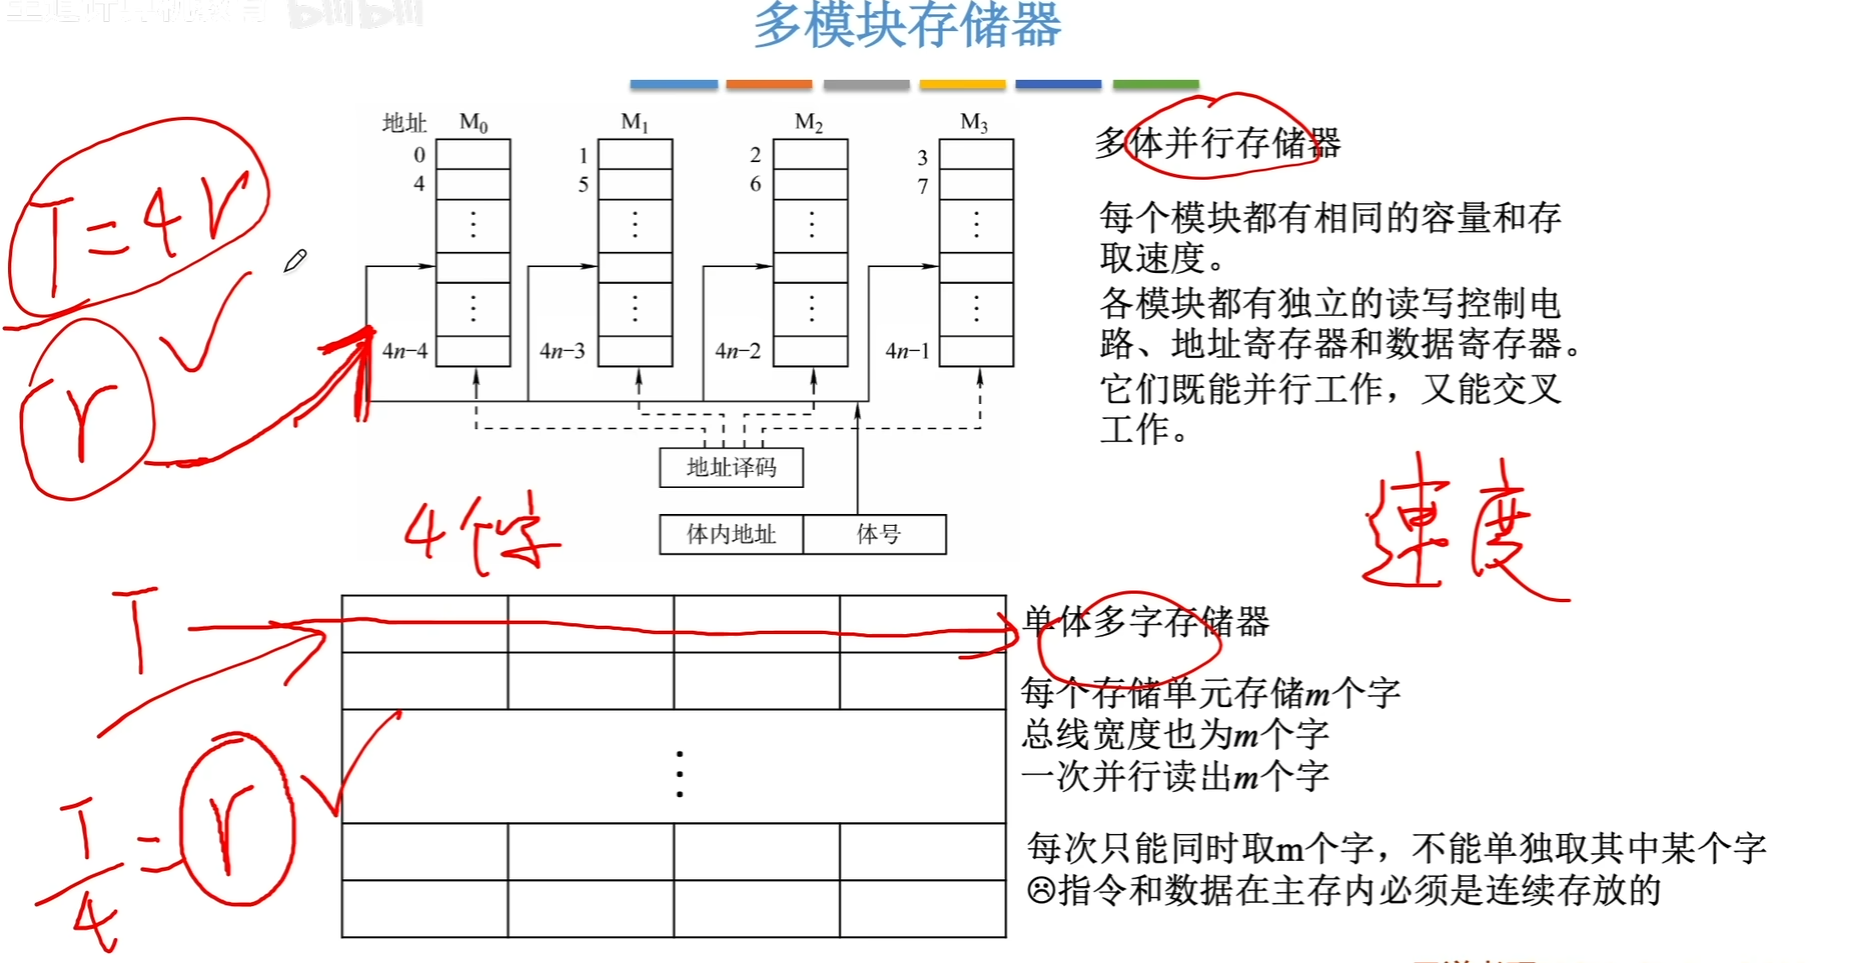 多模块存储器
地址 M₀ M₁ M₂ M₃
0 1 2 3
4 5 6 7
4n−4 4n−3 4n−2 4n−1
地址译码
体内地址 体号
T=4r
r
4个字
多体并行存储器
每个模块都有相同的容量和存
取速度。
各模块都有独立的读写控制电
路、地址寄存器和数据寄存器。
它们既能并行工作，又能交叉
工作。
速度
T
T/4=r
单体多字存储器
每个存储单元存储m个字
总线宽度也为m个字
一次并行读出m个字
每次只能同时取m个字，不能单独取其中某个字
☹指令和数据在主存内必须是连续存放的